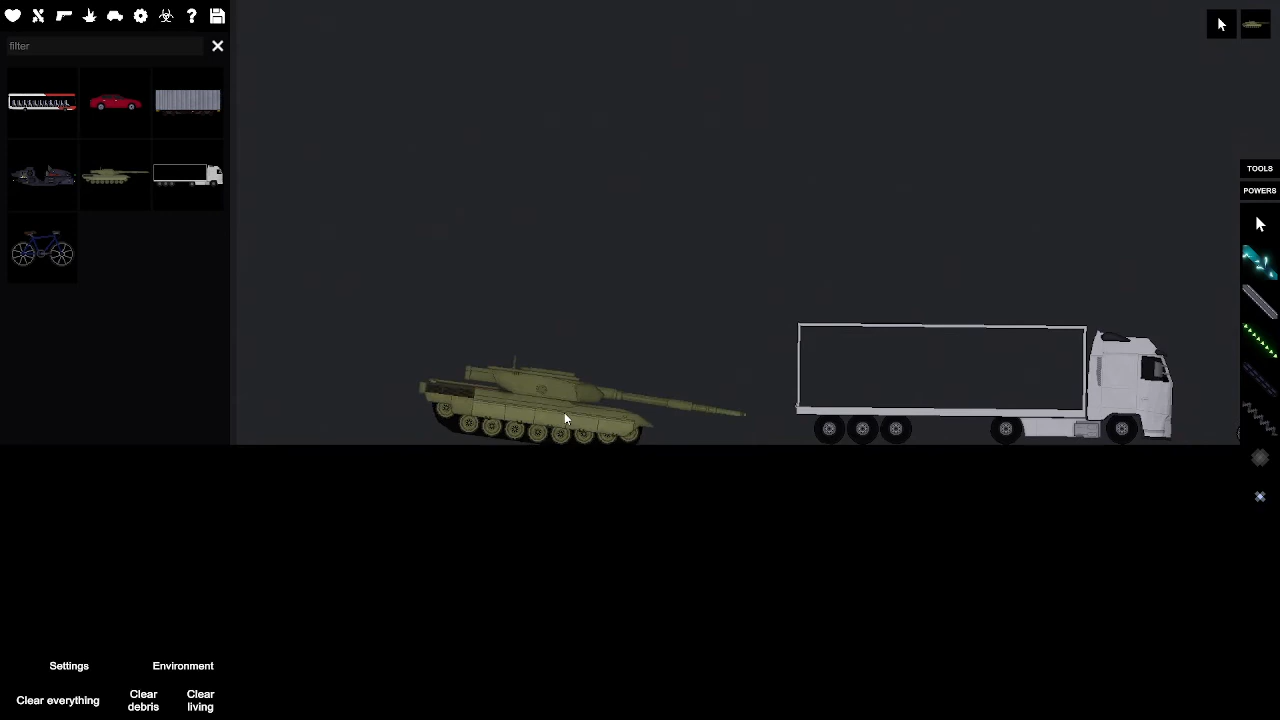 filter
TOOLS
POWERS
Settings
Environment
Clear everything
Clear
debris
Clear
living